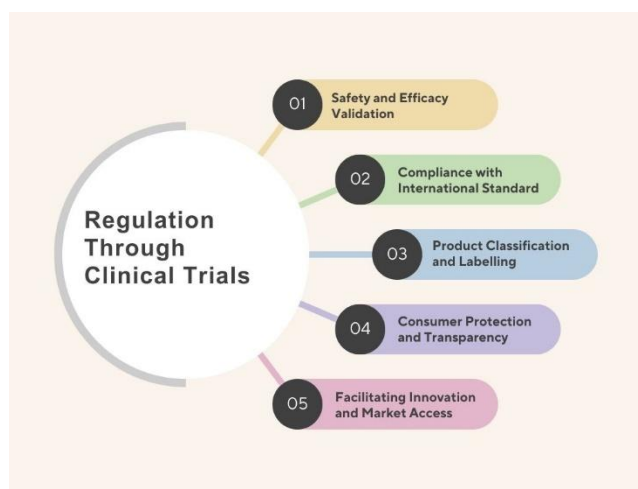 Regulation
Through
Clinical Trials
01
Safety and Efficacy
Validation
02
Compliance with
International Standard
03
Product Classification
and Labelling
04
Consumer Protection
and Transparency
05
Facilitating Innovation
and Market Access